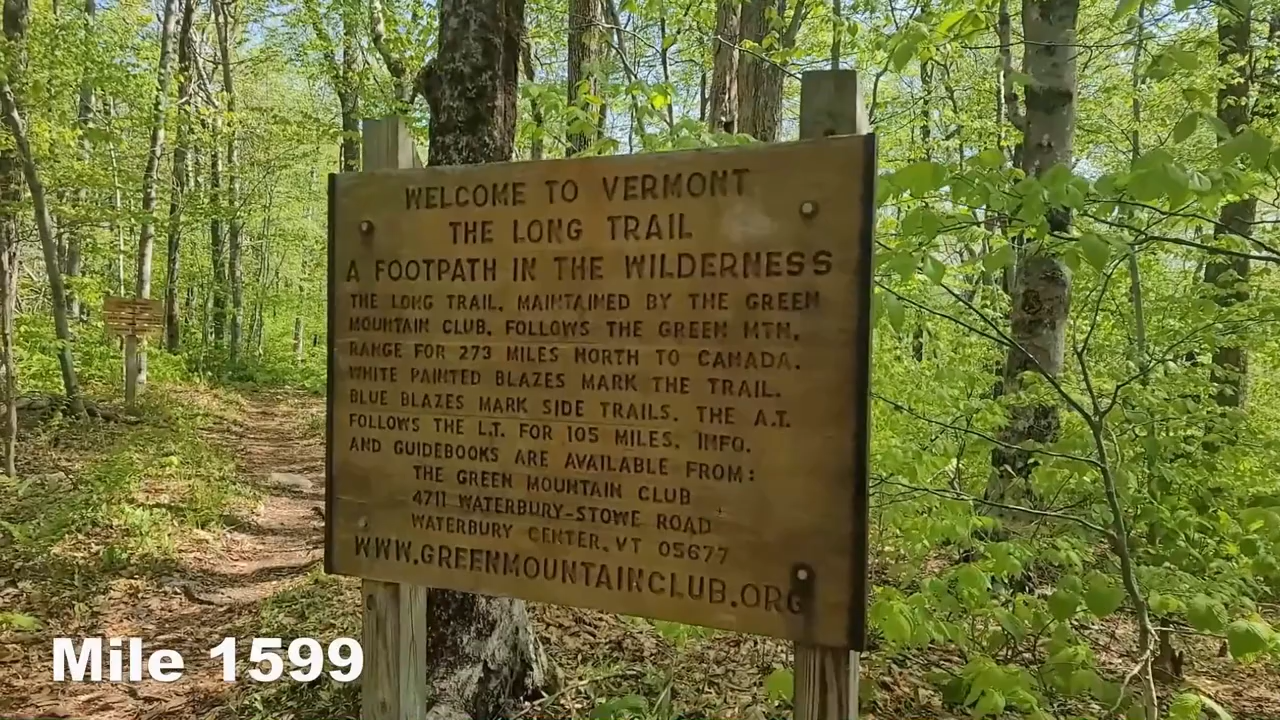 WELCOME TO VERMONT
THE LONG TRAIL
A FOOTPATH IN THE WILDERNESS
THE LONG TRAIL, MAINTAINED BY THE GREEN
MOUNTAIN CLUB, FOLLOWS THE GREEN MTN.
RANGE FOR 273 MILES NORTH TO CANADA.
WHITE PAINTED BLAZES MARK THE TRAIL.
BLUE BLAZES MARK SIDE TRAILS. THE A.T.
FOLLOWS THE L.T. FOR 105 MILES. INFO.
AND GUIDEBOOKS ARE AVAILABLE FROM:
THE GREEN MOUNTAIN CLUB
4711 WATERBURY-STOWE ROAD
WATERBURY CENTER, VT 05677
WWW.GREENMOUNTAINCLUB.ORG
Mile 1599